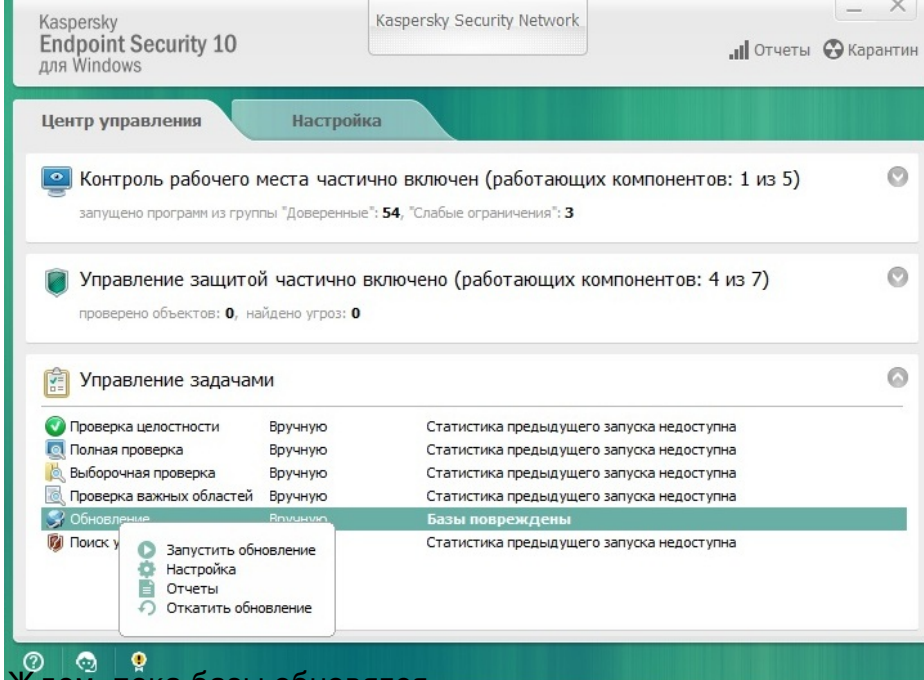 Kaspersky
Endpoint Security 10
для Windows
Kaspersky Security Network
Отчеты
Карантин
Центр управления
Настройка
Контроль рабочего места частично включен (работающих компонентов: 1 из 5)
запущено программ из группы "Доверенные": 54, "Слабые ограничения": 3
Управление защитой частично включено (работающих компонентов: 4 из 7)
проверено объектов: 0, найдено угроз: 0
Управление задачами
Проверка целостности Вручную Статистика предыдущего запуска недоступна
Полная проверка Вручную Статистика предыдущего запуска недоступна
Выборочная проверка Вручную Статистика предыдущего запуска недоступна
Проверка важных областей Вручную Статистика предыдущего запуска недоступна
Обновление Вручную Базы повреждены
Поиск Статистика предыдущего запуска недоступна
Запустить обновление
Настройка
Отчеты
Откатить обновление
пока базы обновятся